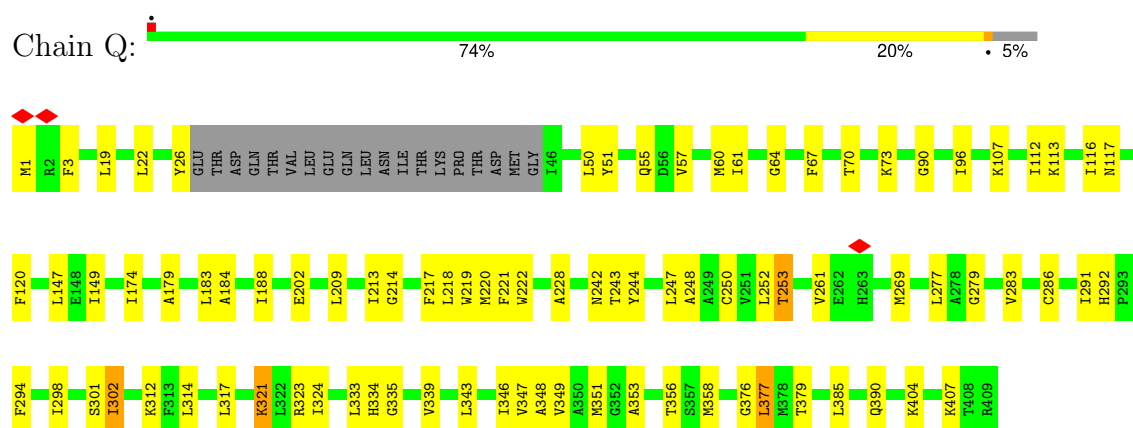 Chain Q:
74% 20% • 5%
M1 R2 F3 L19 L22 Y26 GLU THR ASP GLN THR VAL LEU GLU GLN LEU ASN ILE THR LYS PRO THR ASP MET GLY I46 L50 Y51 Q55 D56 V57 M60 I61 G64 F67 T70 K73 G90 I96 K107 I112 K113 I116 N117
F120 L147 E148 I149 I174 A179 L183 A184 I188 E202 L209 I213 G214 F217 L218 W219 M220 F221 W222 A228 N242 T243 Y244 L247 A248 A249 C250 V251 L252 T253 V261 E262 H263 M269 L277 A278 G279 V283 C286 I291 H292 P293
F294 I298 S301 I302 K312 F313 L314 L317 K321 L322 R323 I324 L333 H334 G335 V339 L343 I346 V347 A348 V349 A350 M351 G352 A353 T356 S357 M358 G376 L377 M378 T379 L385 Q390 K404 K407 T408 R409